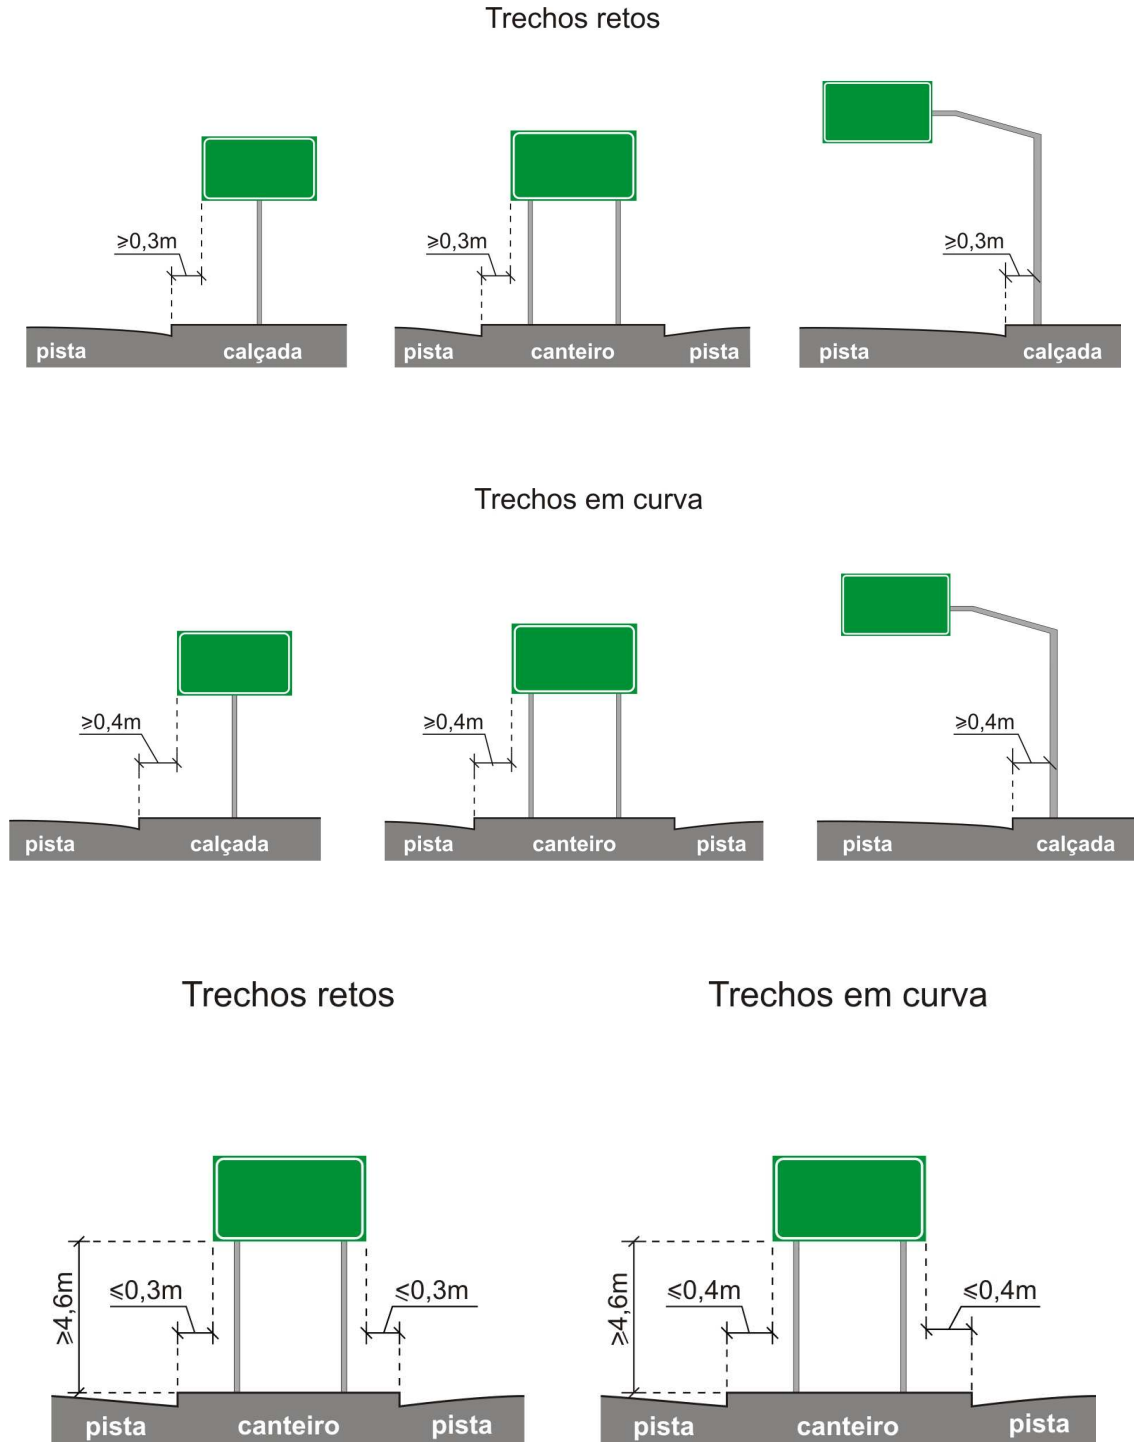 Trechos retos
≥0,3m
≥0,3m
≥0,3m
pista
calçada
pista
canteiro
pista
pista
calçada
Trechos em curva
≥0,4m
≥0,4m
≥0,4m
pista
calçada
pista
canteiro
pista
pista
calçada
Trechos retos
Trechos em curva
≥4,6m
≤0,3m
≤0,3m
≥4,6m
≤0,4m
≤0,4m
pista
canteiro
pista
pista
canteiro
pista